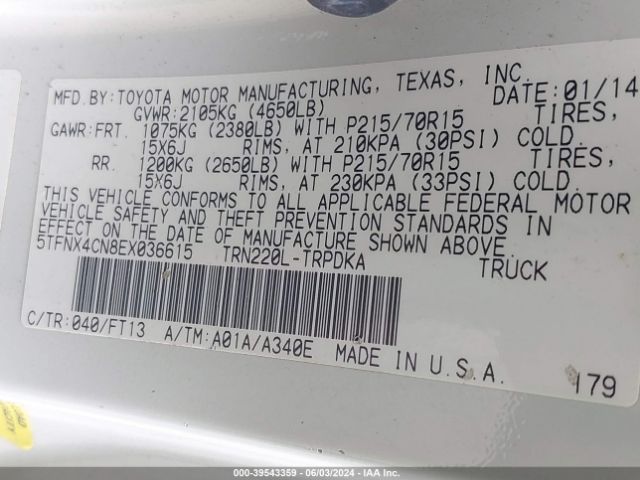 MFD.BY:TOYOTA MOTOR MANUFACTURING, TEXAS, INC.
GVWR:2105KG (4650LB) DATE:01/14
GAWR:FRT. 1075KG (2380LB) WITH P215/70R15 TIRES,
15X6J RIMS, AT 210KPA (30PSI) COLD.
RR. 1200KG (2650LB) WITH P215/70R15 TIRES,
15X6J RIMS, AT 230KPA (33PSI) COLD.
THIS VEHICLE CONFORMS TO ALL APPLICABLE FEDERAL MOTOR
VEHICLE SAFETY AND THEFT PREVENTION STANDARDS IN
EFFECT ON THE DATE OF MANUFACTURE SHOWN ABOVE.
5TFNX4CN8EX036615 TRN220L-TRPDKA TRUCK
C/TR:040/FT13 A/TM:A01A/A340E MADE IN U.S.A.
179
000-39543359 - 06/03/2024 - IAAI.COM